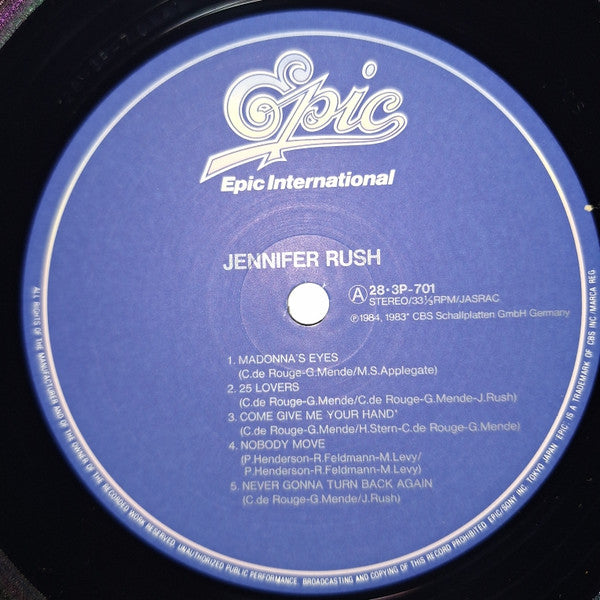 Epic
Epic International
JENNIFER RUSH
A 28·3P-701
STEREO/33⅓RPM/JASRAC
℗1984, 1983* CBS Schallplatten GmbH Germany
1. MADONNA'S EYES
(C.de Rouge-G.Mende/M.S.Applegate)
2. 25 LOVERS
(C.de Rouge-G.Mende/C.de Rouge-G.Mende-J.Rush)
3. COME GIVE ME YOUR HAND*
(C.de Rouge-G.Mende/H.Stern-C.de Rouge-G.Mende)
4. NOBODY MOVE
(P.Henderson-R.Feldmann-M.Levy/
P.Henderson-R.Feldmann-M.Levy)
5. NEVER GONNA TURN BACK AGAIN
(C.de Rouge-G.Mende/J.Rush)
ALL RIGHTS OF THE MANUFACTURER AND OF THE OWNER OF THE RECORDED WORK RESERVED. UNAUTHORIZED PUBLIC PERFORMANCE. BROADCASTING AND COPYING OF THIS RECORD PROHIBITED. EPIC/SONY INC. TOKYO JAPAN "EPIC" IS A TRADEMARK OF CBS INC./MARCA REG.